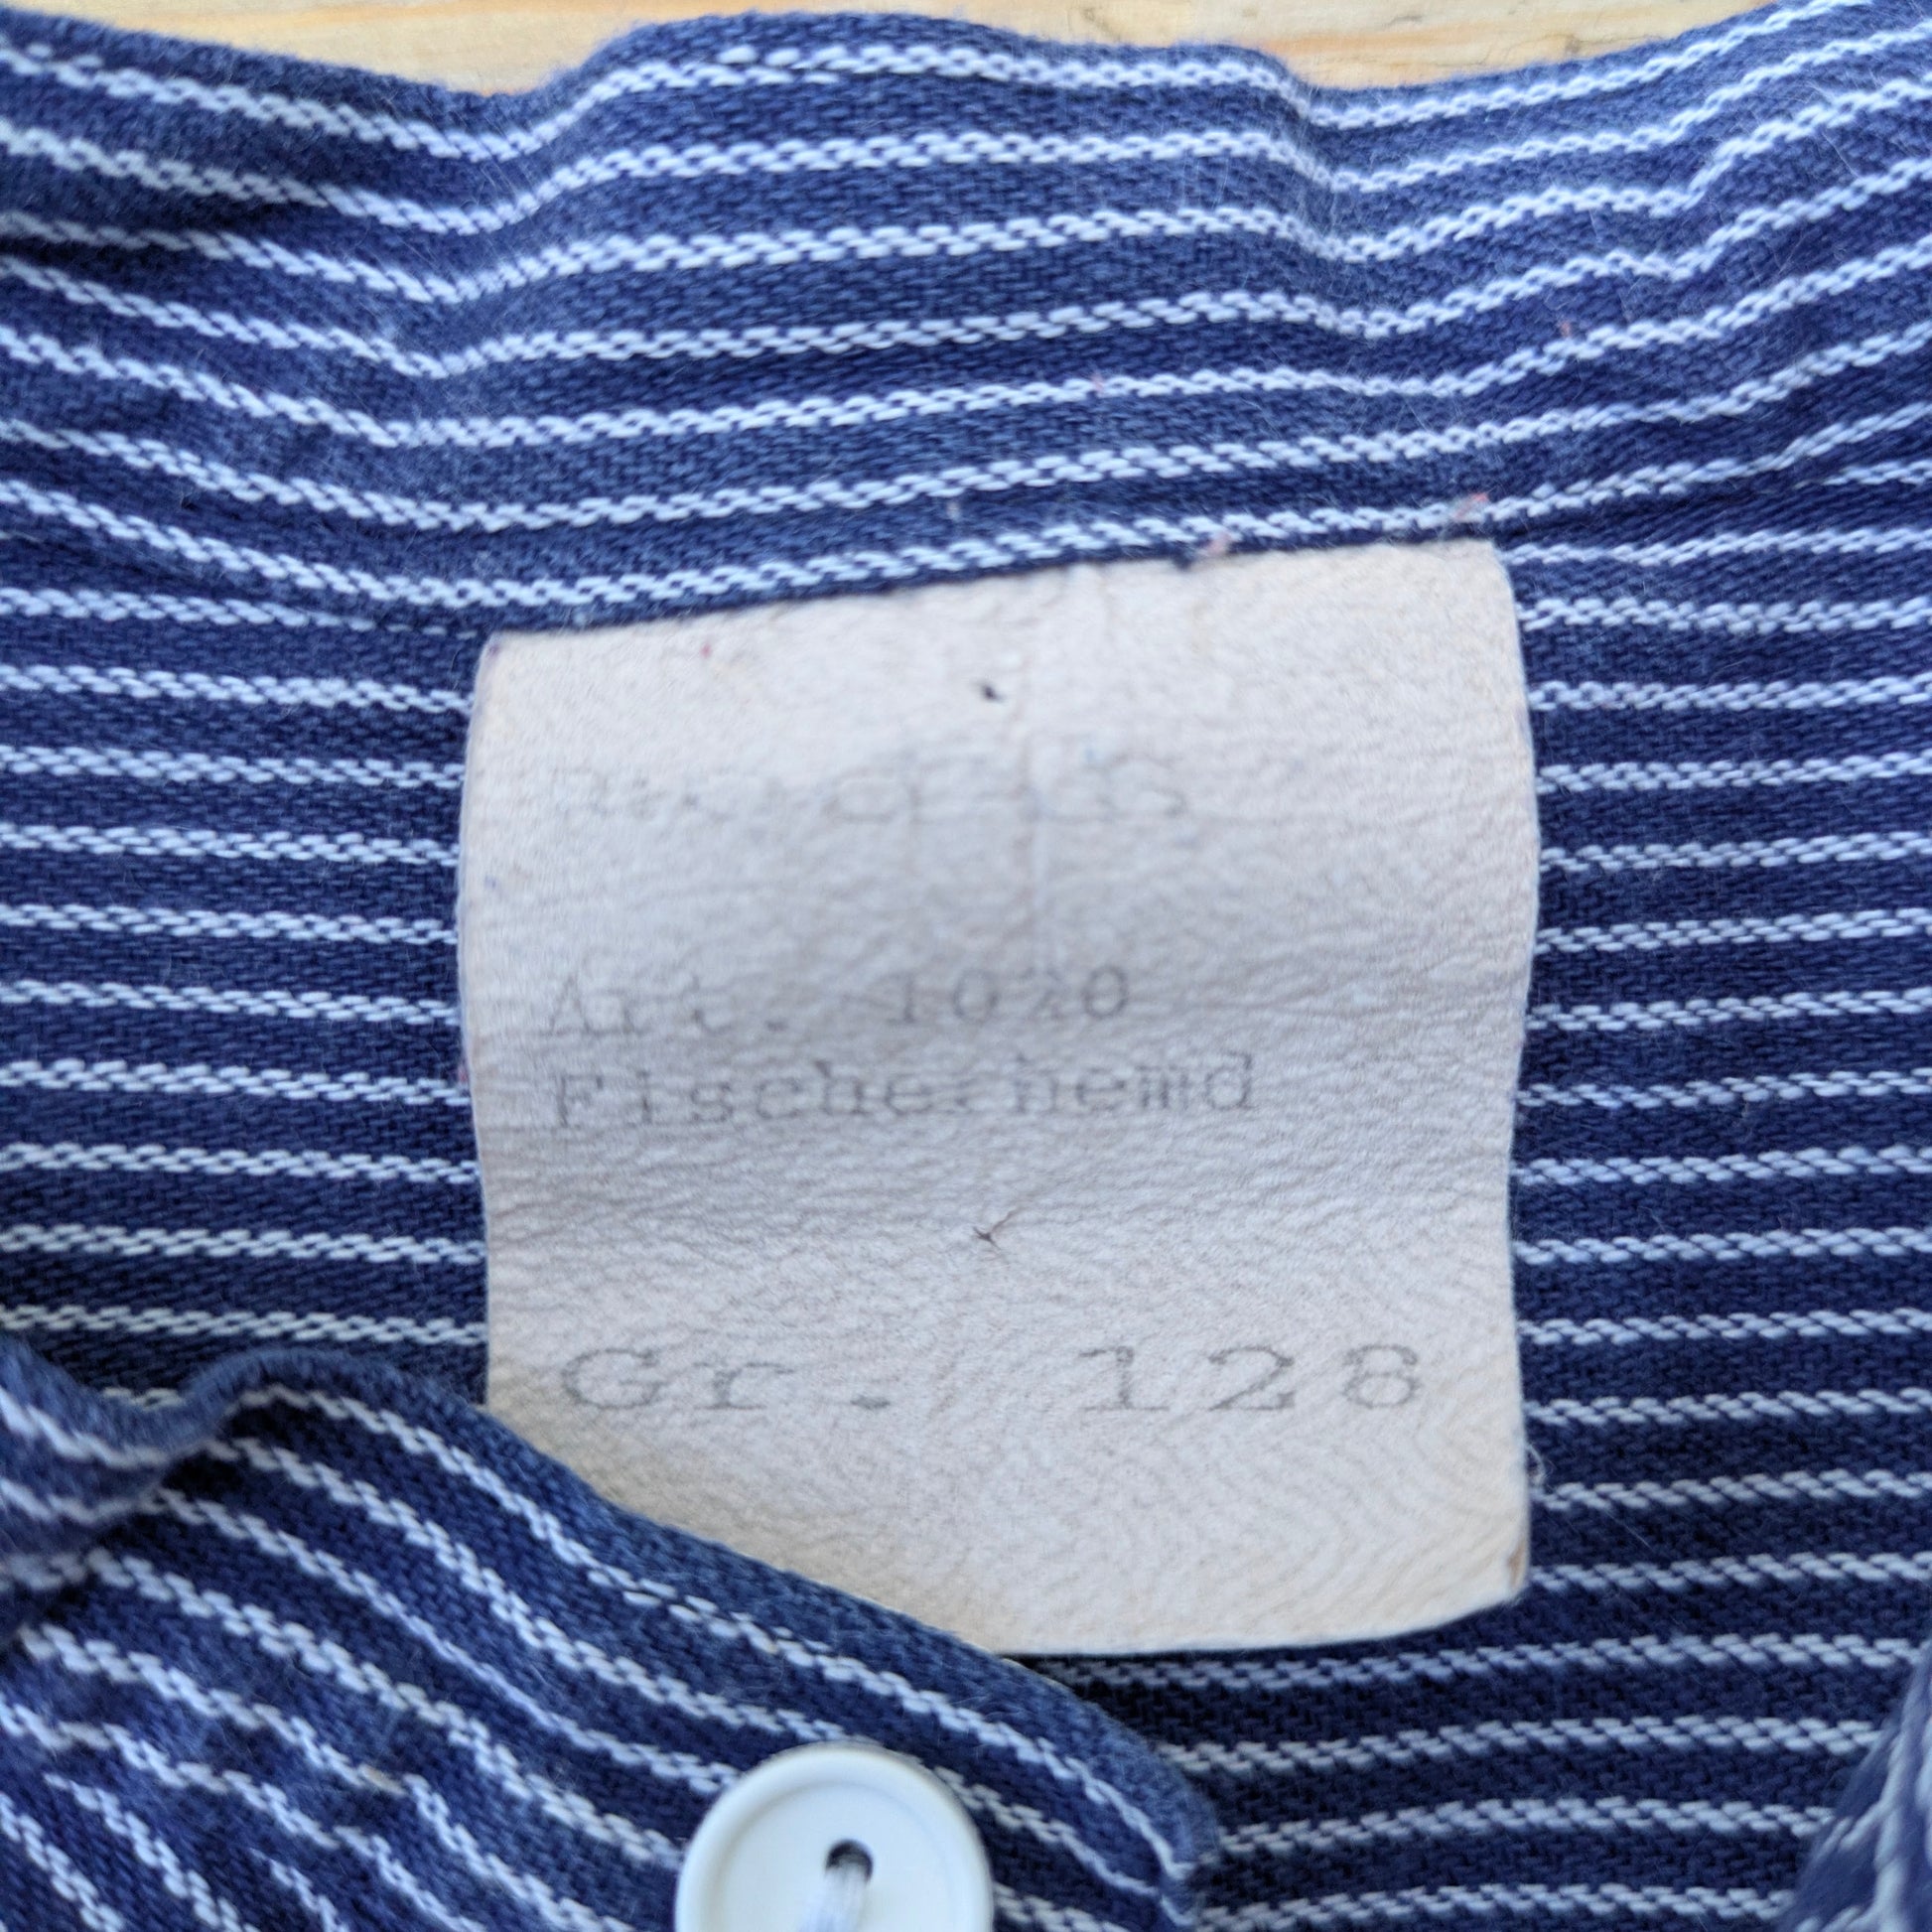 Art. 1020
Fischerhemd
Gr. 128